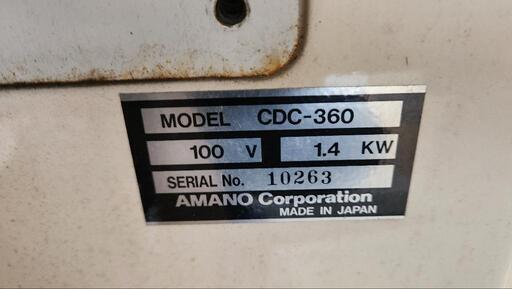 MODEL CDC-360
100 V 1.4 KW
SERIAL No. 10263
AMANO Corporation
MADE IN JAPAN